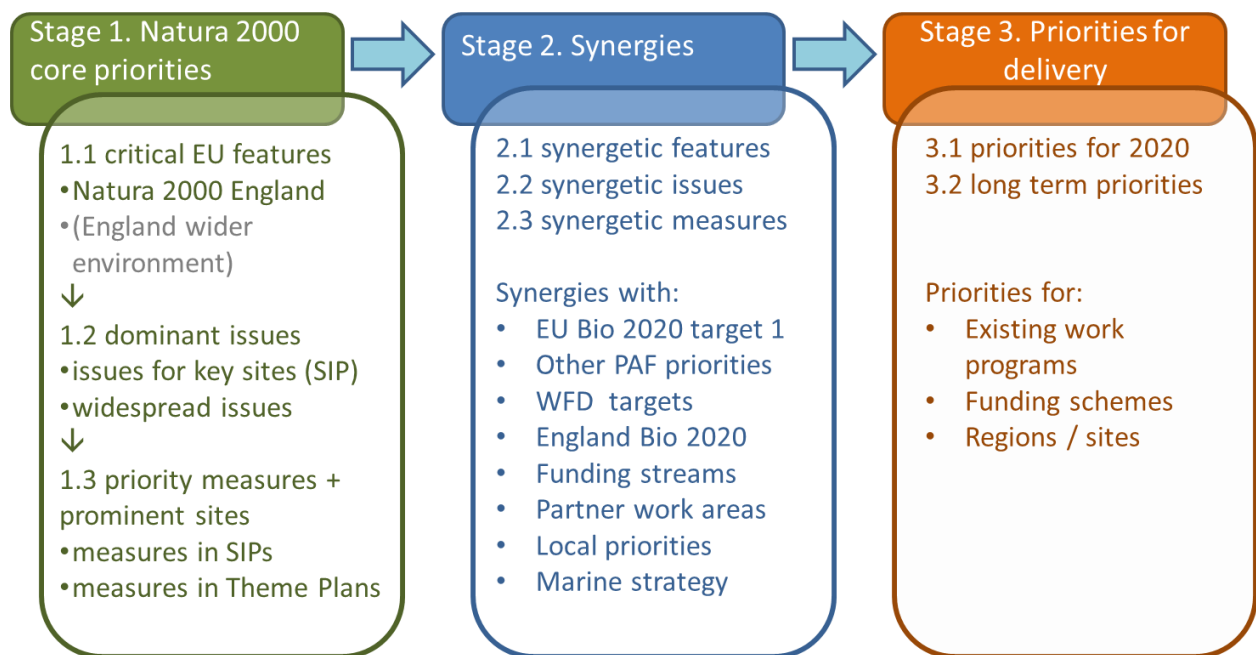 Stage 1. Natura 2000
core priorities
1.1 critical EU features
•Natura 2000 England
•(England wider
environment)
↓
1.2 dominant issues
•issues for key sites (SIP)
•widespread issues
↓
1.3 priority measures +
prominent sites
•measures in SIPs
•measures in Theme Plans
Stage 2. Synergies
2.1 synergetic features
2.2 synergetic issues
2.3 synergetic measures
Synergies with:
• EU Bio 2020 target 1
• Other PAF priorities
• WFD targets
• England Bio 2020
• Funding streams
• Partner work areas
• Local priorities
• Marine strategy
Stage 3. Priorities for
delivery
3.1 priorities for 2020
3.2 long term priorities
Priorities for:
• Existing work
programs
• Funding schemes
• Regions / sites